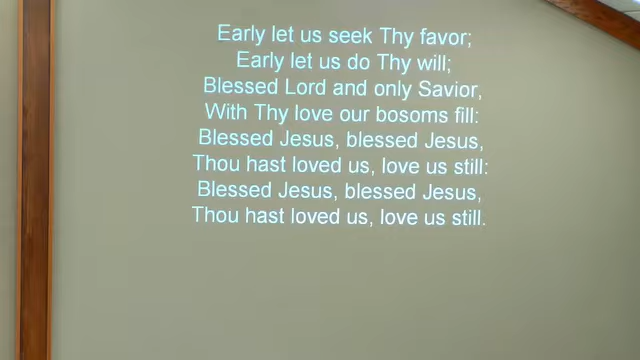 Early let us seek Thy favor;
Early let us do Thy will;
Blessed Lord and only Savior,
With Thy love our bosoms fill:
Blessed Jesus, blessed Jesus,
Thou hast loved us, love us still:
Blessed Jesus, blessed Jesus,
Thou hast loved us, love us still.